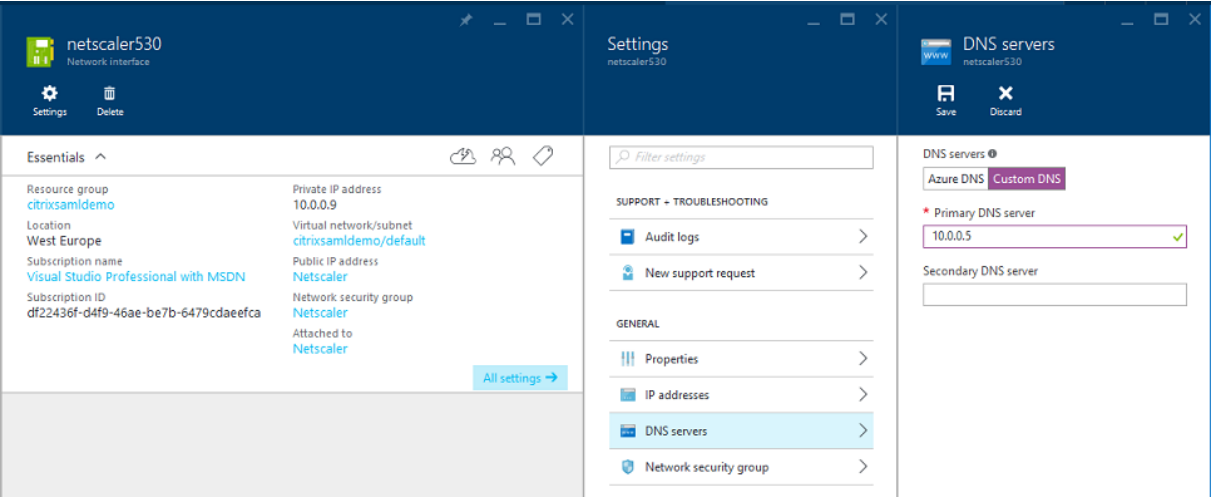 netscaler530
Network interface
Settings
Delete
Essentials
Resource group
citrixsamldemo
Location
West Europe
Subscription name
Visual Studio Professional with MSDN
Subscription ID
df22436f-d4f9-46ae-be7b-6479cdaeefca
Private IP address
10.0.0.9
Virtual network/subnet
citrixsamldemo/default
Public IP address
Netscaler
Network security group
Netscaler
Attached to
Netscaler
All settings →
Settings
netscaler530
Filter settings
SUPPORT + TROUBLESHOOTING
Audit logs
New support request
GENERAL
Properties
IP addresses
DNS servers
Network security group
www
DNS servers
netscaler530
Save
Discard
DNS servers
Azure DNS Custom DNS
* Primary DNS server
10.0.0.5
Secondary DNS server